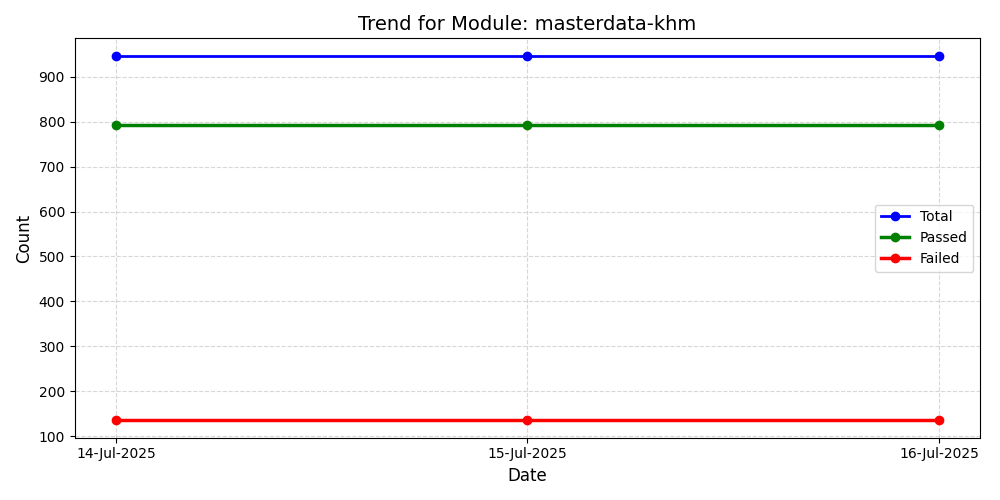 Trend for Module: masterdata-khm
Count
900
800
700
600
500
400
300
200
100
Total
Passed
Failed
14-Jul-2025
15-Jul-2025
16-Jul-2025
Date